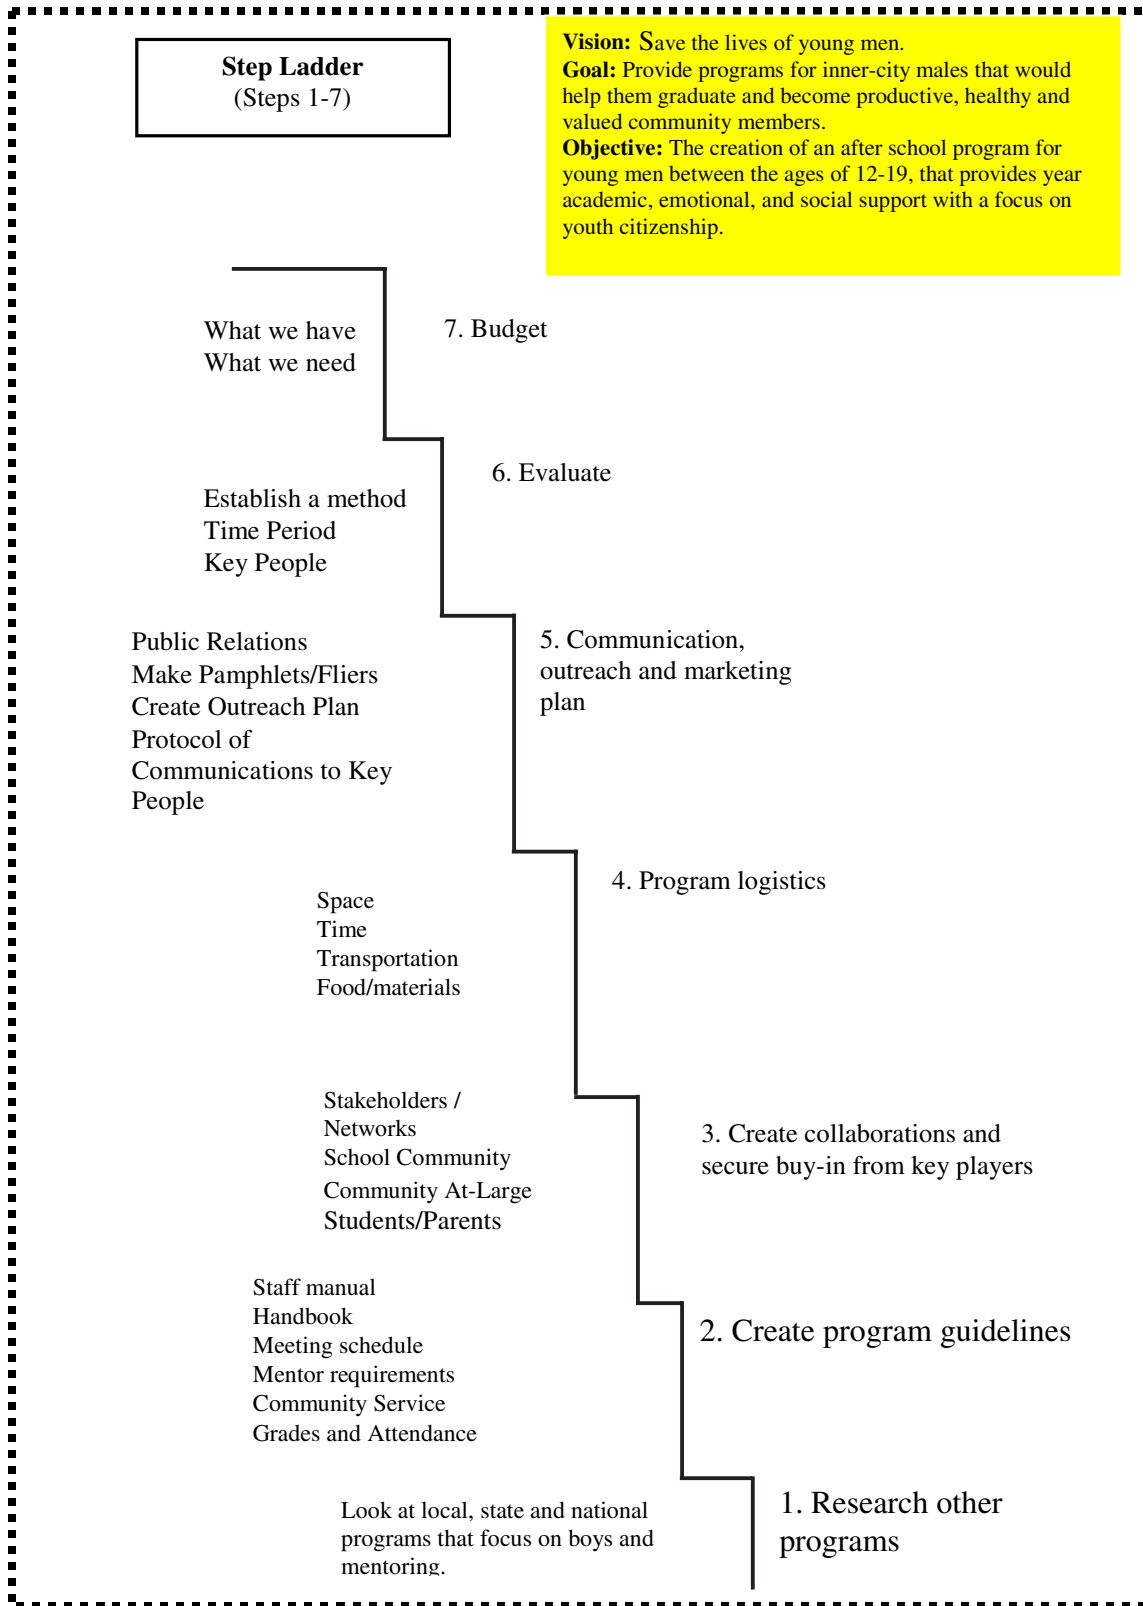 Step Ladder
(Steps 1-7)
Vision: Save the lives of young men.
Goal: Provide programs for inner-city males that would
help them graduate and become productive, healthy and
valued community members.
Objective: The creation of an after school program for
young men between the ages of 12-19, that provides year
academic, emotional, and social support with a focus on
youth citizenship.
What we have
What we need
7. Budget
6. Evaluate
Establish a method
Time Period
Key People
Public Relations
Make Pamphlets/Fliers
Create Outreach Plan
Protocol of
Communications to Key
People
5. Communication,
outreach and marketing
plan
4. Program logistics
Space
Time
Transportation
Food/materials
Stakeholders /
Networks
School Community
Community At-Large
Students/Parents
3. Create collaborations and
secure buy-in from key players
Staff manual
Handbook
Meeting schedule
Mentor requirements
Community Service
Grades and Attendance
2. Create program guidelines
Look at local, state and national
programs that focus on boys and
mentoring.
1. Research other
programs